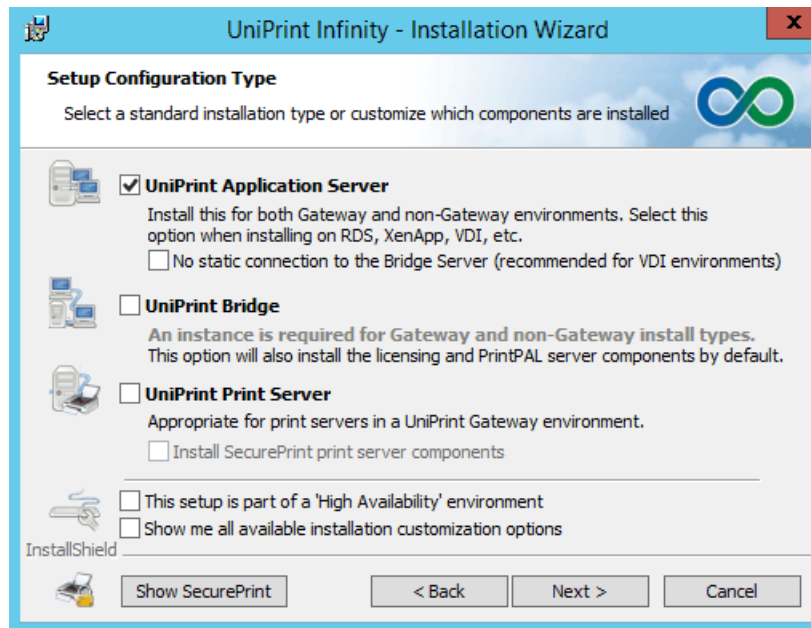 UniPrint Infinity - Installation Wizard
x
Setup Configuration Type
Select a standard installation type or customize which components are installed
UniPrint Application Server
Install this for both Gateway and non-Gateway environments. Select this
option when installing on RDS, XenApp, VDI, etc.
No static connection to the Bridge Server (recommended for VDI environments)
UniPrint Bridge
An instance is required for Gateway and non-Gateway install types.
This option will also install the licensing and PrintPAL server components by default.
UniPrint Print Server
Appropriate for print servers in a UniPrint Gateway environment.
Install SecurePrint print server components
This setup is part of a 'High Availability' environment
Show me all available installation customization options
InstallShield
Show SecurePrint
< Back
Next >
Cancel